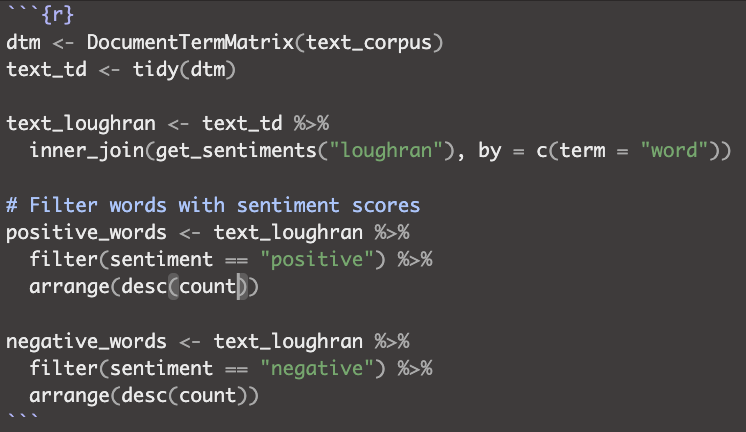 ```{r}
dtm <- DocumentTermMatrix(text_corpus)
text_td <- tidy(dtm)

text_loughran <- text_td %>%
  inner_join(get_sentiments("loughran"), by = c(term = "word"))

# Filter words with sentiment scores
positive_words <- text_loughran %>%
  filter(sentiment == "positive") %>%
  arrange(desc(count))

negative_words <- text_loughran %>%
  filter(sentiment == "negative") %>%
  arrange(desc(count))
```